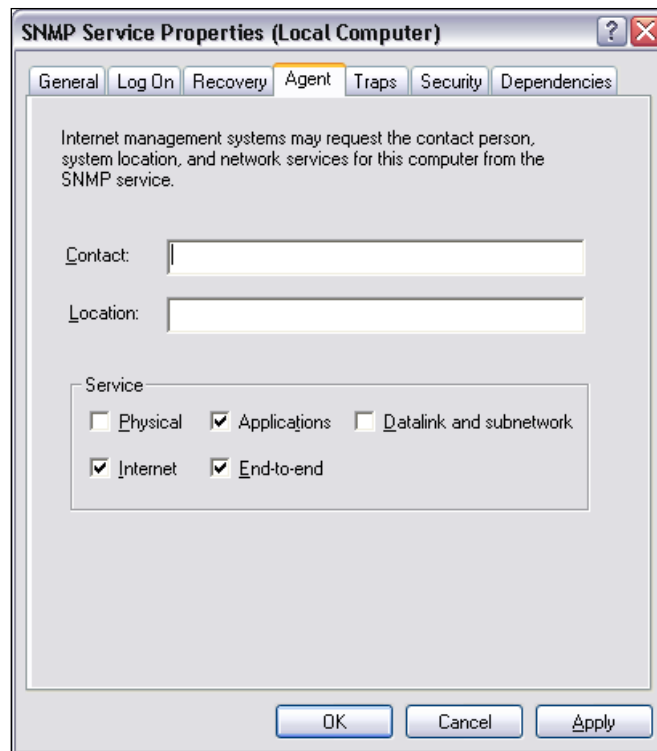 SNMP Service Properties (Local Computer)
General Log On Recovery Agent Traps Security Dependencies
Internet management systems may request the contact person,
system location, and network services for this computer from the
SNMP service.
Contact:
Location:
Service
Physical Applications Datalink and subnetwork
Internet End-to-end
OK Cancel Apply